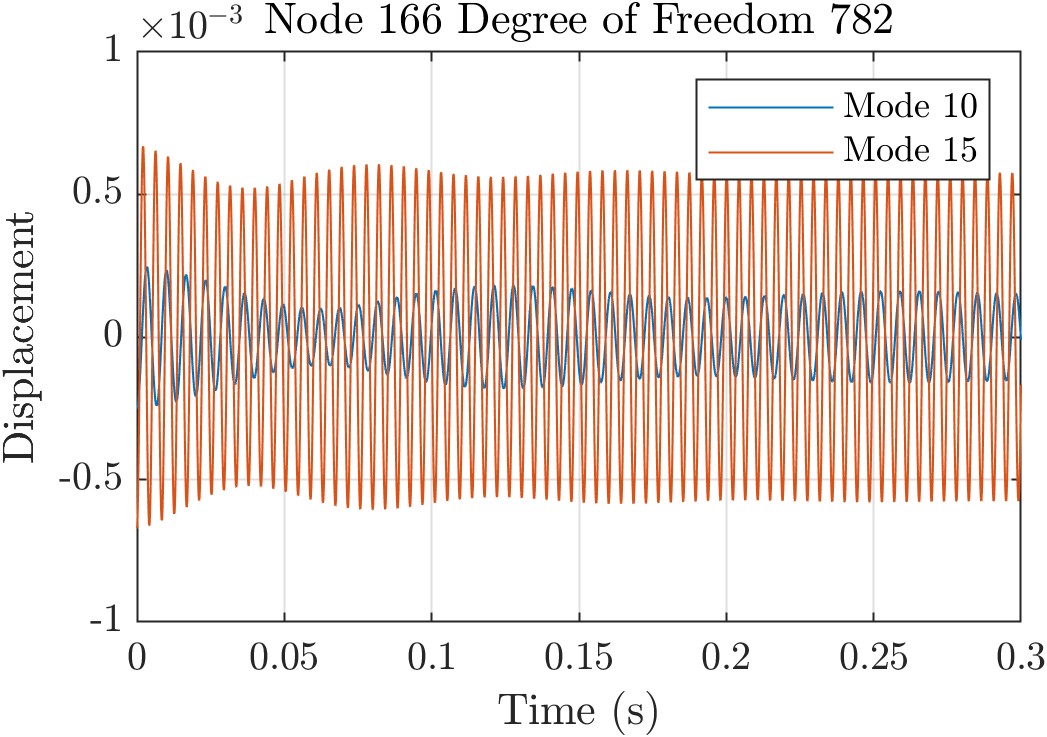 ×10⁻³ Node 166 Degree of Freedom 782
1
Mode 10
Mode 15
0.5
0
-0.5
-1
Displacement
0 0.05 0.1 0.15 0.2 0.25 0.3
Time (s)